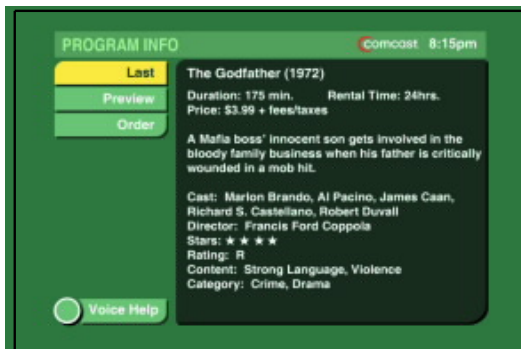 PROGRAM INFO
comcast 8:15pm
Last
Preview
Order
The Godfather (1972)
Duration: 175 min. Rental Time: 24hrs.
Price: $3.99 + fees/taxes
A Mafia boss' innocent son gets involved in the
bloody family business when his father is critically
wounded in a mob hit.
Cast: Marlon Brando, Al Pacino, James Caan,
Richard S. Castellano, Robert Duvall
Director: Francis Ford Coppola
Stars: ★ ★ ★ ★
Rating: R
Content: Strong Language, Violence
Category: Crime, Drama
Voice Help